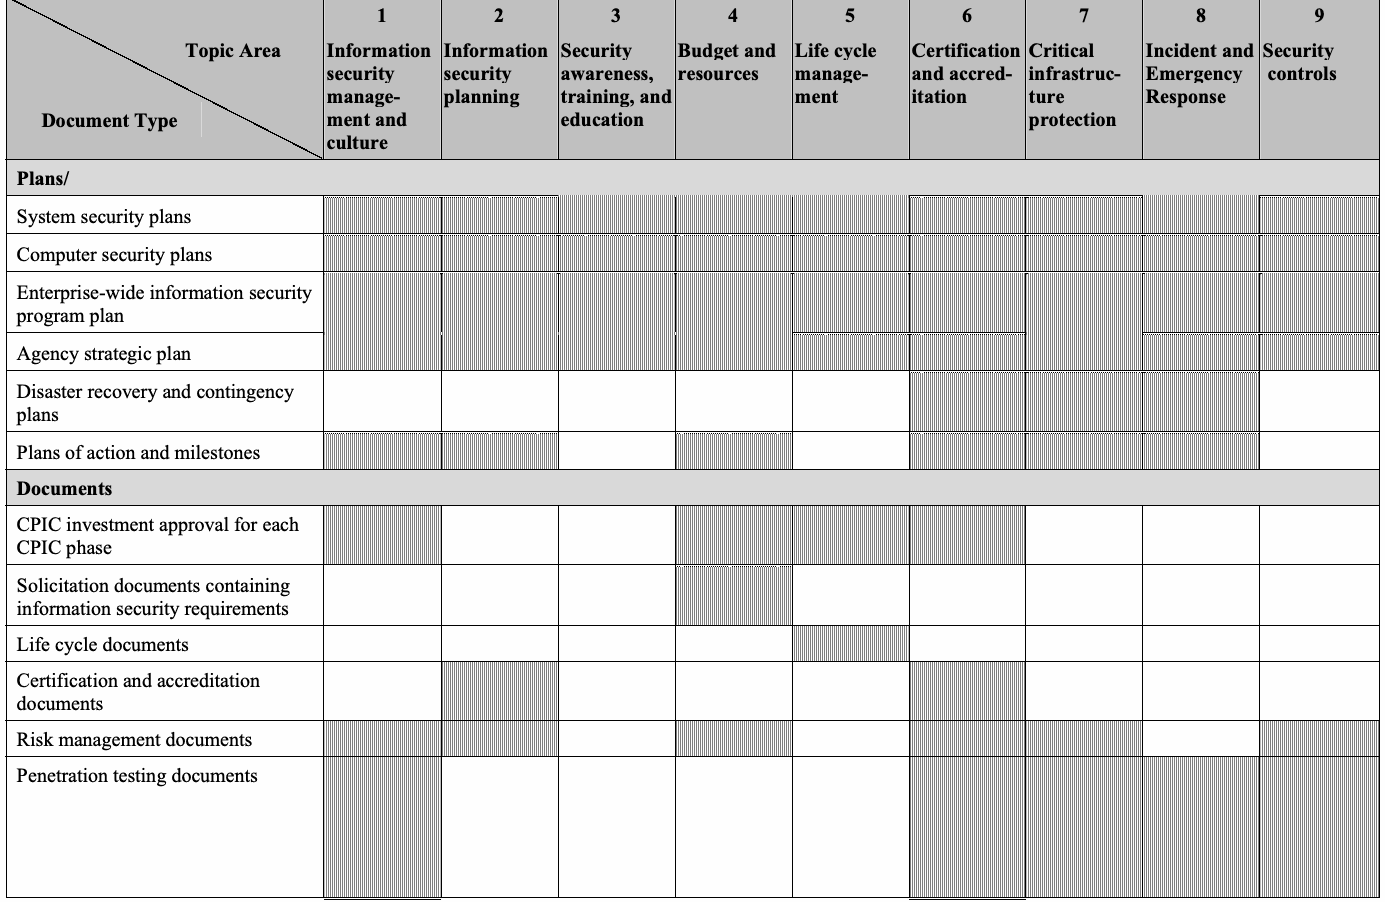 1 2 3 4 5 6 7 8 9
Topic Area
Document Type
Information
security
manage-
ment and
culture
Information
security
planning
Security
awareness,
training, and
education
Budget and
resources
Life cycle
manage-
ment
Certification
and accred-
itation
Critical
infrastruc-
ture
protection
Incident and
Emergency
Response
Security
controls
Plans/
System security plans
Computer security plans
Enterprise-wide information security
program plan
Agency strategic plan
Disaster recovery and contingency
plans
Plans of action and milestones
Documents
CPIC investment approval for each
CPIC phase
Solicitation documents containing
information security requirements
Life cycle documents
Certification and accreditation
documents
Risk management documents
Penetration testing documents